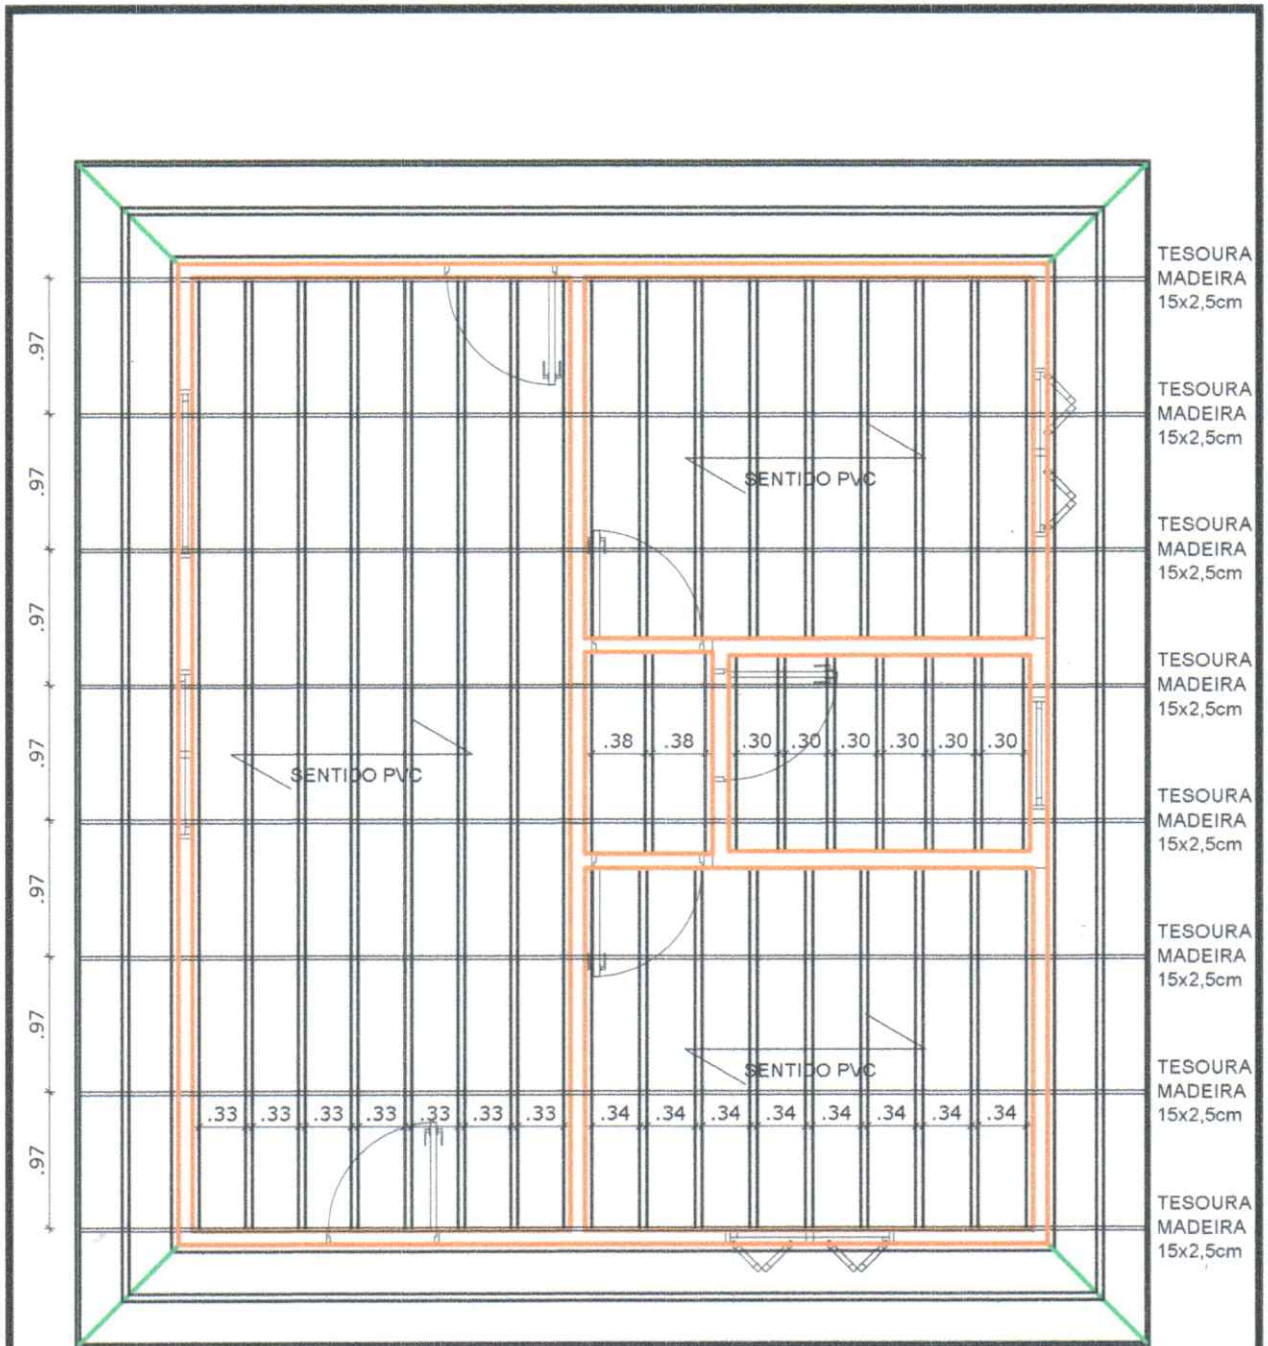 TESOURA
MADEIRA
15x2,5cm
.97
TESOURA
MADEIRA
15x2,5cm
SENTIDO PVC
.97
TESOURA
MADEIRA
15x2,5cm
.97
TESOURA
MADEIRA
15x2,5cm
.38 .38 .30 .30 .30 .30 .30 .30
.97
SENTIDO PVC
TESOURA
MADEIRA
15x2,5cm
.97
TESOURA
MADEIRA
15x2,5cm
.97
SENTIDO PVC
TESOURA
MADEIRA
15x2,5cm
.33 .33 .33 .33 .33 .33 .33 .34 .34 .34 .34 .34 .34 .34 .34
.97
TESOURA
MADEIRA
15x2,5cm